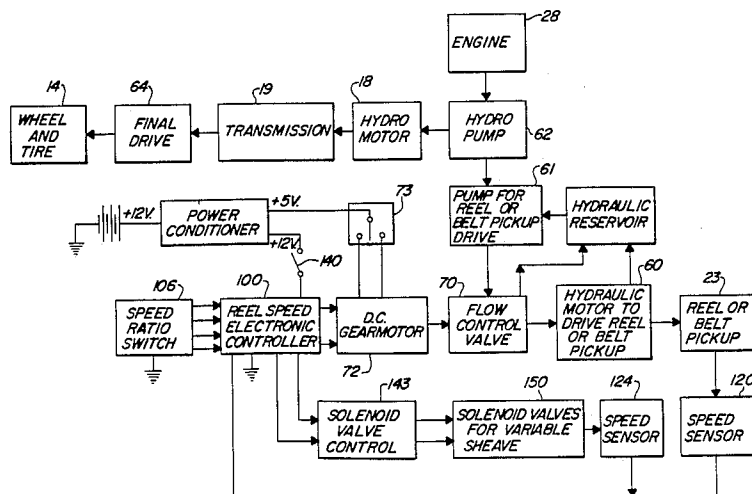 28
ENGINE
14
WHEEL
AND
TIRE
64
FINAL
DRIVE
19
TRANSMISSION
18
HYDRO
MOTOR
HYDRO
PUMP
62
61
PUMP FOR
REEL OR
BELT PICKUP
DRIVE
HYDRAULIC
RESERVOIR
+12V.
POWER
CONDITIONER
+5V.
+12V.
73
140
106
SPEED
RATIO
SWITCH
100
REEL SPEED
ELECTRONIC
CONTROLLER
D.C.
GEARMOTOR
72
70
FLOW
CONTROL
VALVE
60
HYDRAULIC
MOTOR TO
DRIVE REEL
OR BELT
PICKUP
23
REEL OR
BELT
PICKUP
143
SOLENOID
VALVE
CONTROL
150
SOLENOID VALVES
FOR VARIABLE
SHEAVE
124
SPEED
SENSOR
120
SPEED
SENSOR